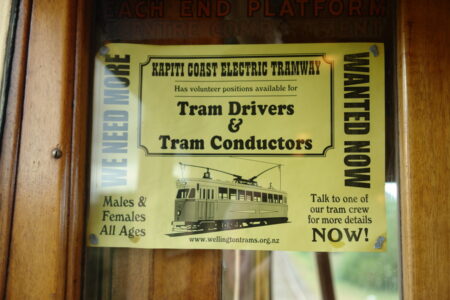 EACH END PLATFORM
KAPITI COAST ELECTRIC TRAMWAY
Has volunteer positions available for
Tram Drivers
&
Tram Conductors
WE NEED MORE
WANTED NOW
Males &
Females
All Ages
Talk to one of
our tram crew
for more details
NOW!
www.wellingtontrams.org.nz